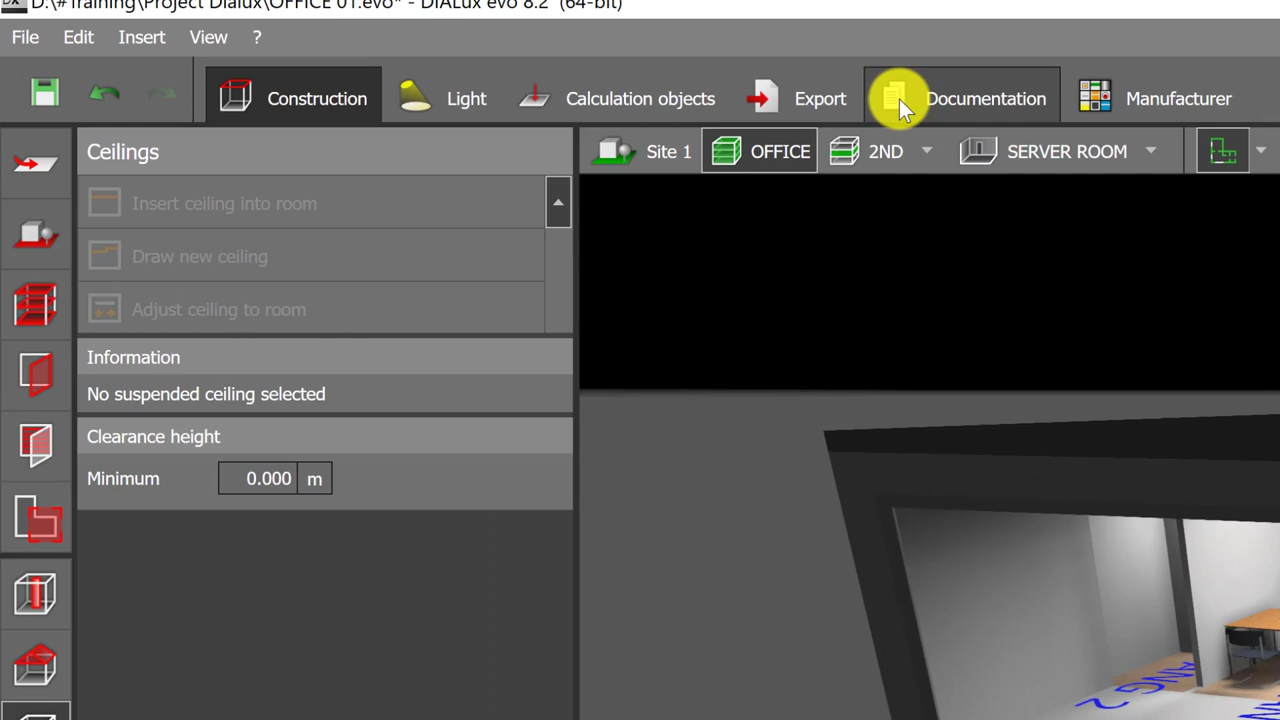 D:\#Training\Project Dialux\OFFICE 01.evo* - DIALux evo 8.2 (64-bit)
File Edit Insert View ?
Construction Light Calculation objects Export Documentation Manufacturer
Ceilings
Site 1 OFFICE 2ND SERVER ROOM
Insert ceiling into room
Draw new ceiling
Adjust ceiling to room
Information
No suspended ceiling selected
Clearance height
Minimum 0.000 m
ANG 2